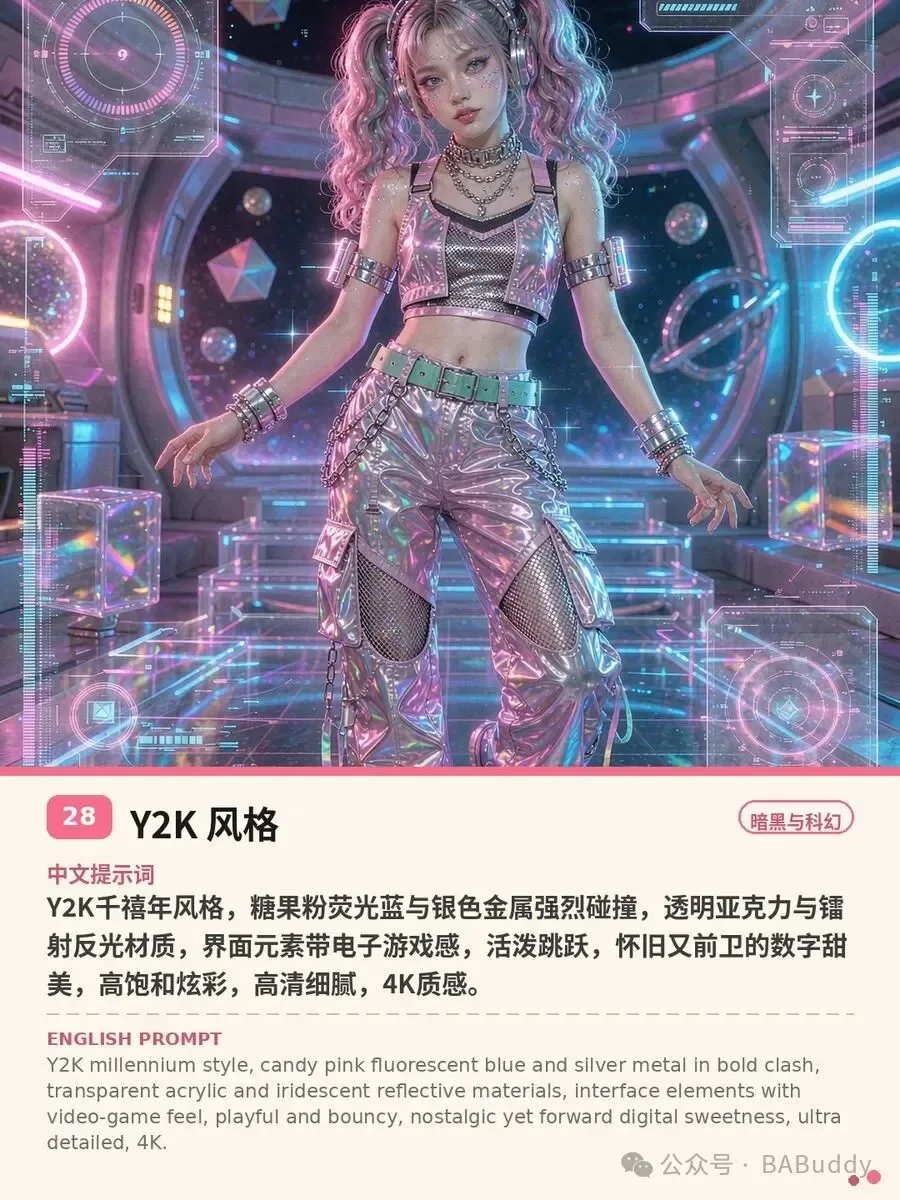 28
Y2K 风格
暗黑与科幻
中文提示词
Y2K千禧年风格，糖果粉荧光蓝与银色金属强烈碰撞，透明亚克力与镭
射反光材质，界面元素带电子游戏感，活泼跳跃，怀旧又前卫的数字甜
美，高饱和炫彩，高清细腻，4K质感。
ENGLISH PROMPT
Y2K millennium style, candy pink fluorescent blue and silver metal in bold clash,
transparent acrylic and iridescent reflective materials, interface elements with
video-game feel, playful and bouncy, nostalgic yet forward digital sweetness, ultra
detailed, 4K.
公众号 · BABuddy